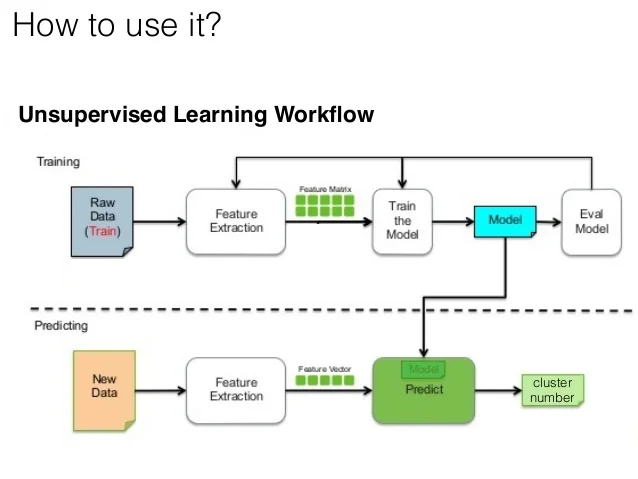 How to use it?
Unsupervised Learning Workflow
Training
Raw
Data
(Train)
Feature
Extraction
Feature Matrix
Train
the
Model
Model
Eval
Model
Predicting
New
Data
Feature
Extraction
Feature Vector
Model
Predict
cluster
number